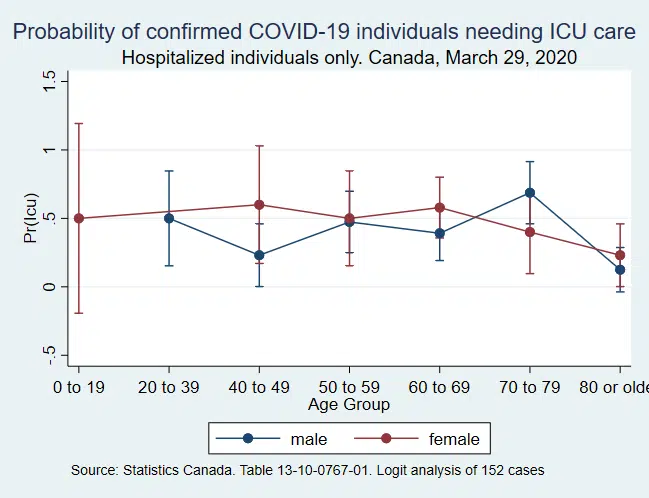 Probability of confirmed COVID-19 individuals needing ICU care
Hospitalized individuals only. Canada, March 29, 2020
1.5
1
.5
0
-.5
Pr(Icu)
0 to 19 20 to 39 40 to 49 50 to 59 60 to 69 70 to 79 80 or olde
Age Group
male female
Source: Statistics Canada. Table 13-10-0767-01. Logit analysis of 152 cases